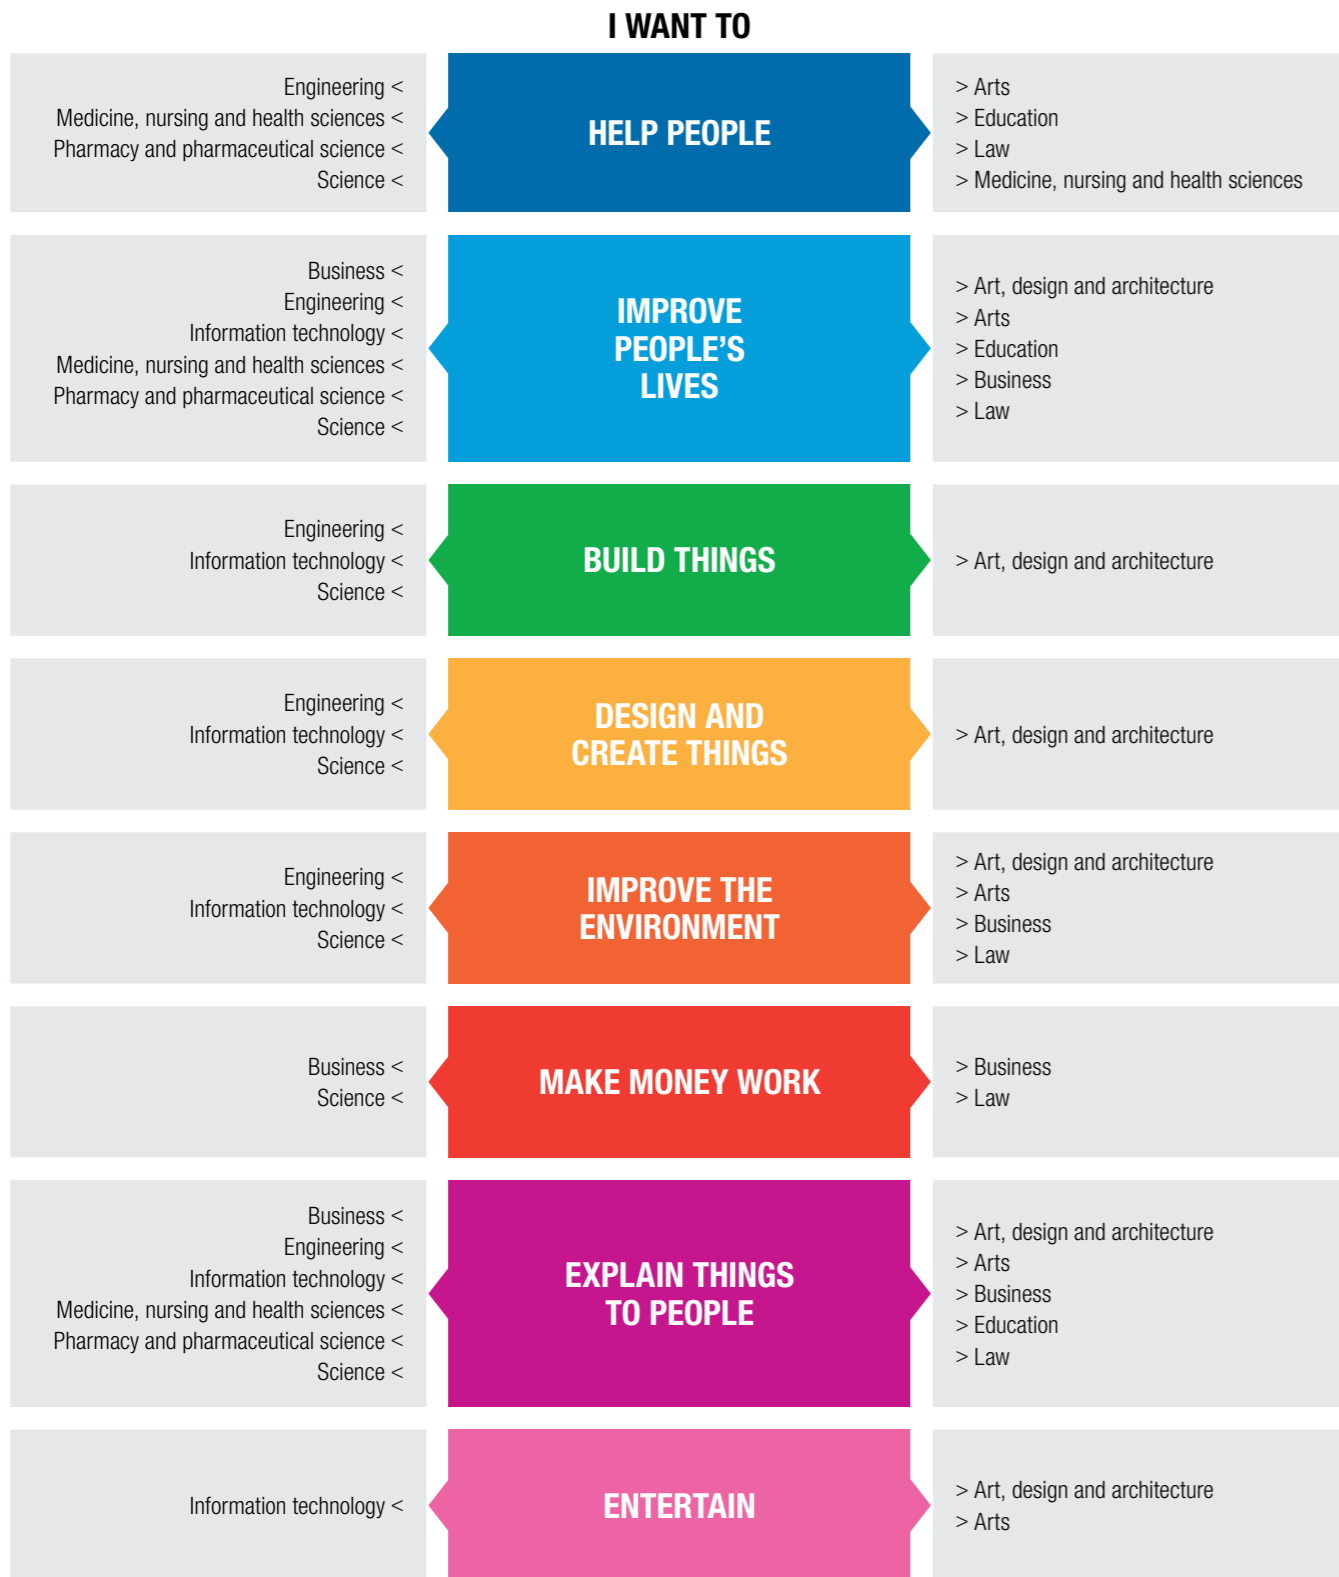 I WANT TO
Engineering <
Medicine, nursing and health sciences <
Pharmacy and pharmaceutical science <
Science <
HELP PEOPLE
> Arts
> Education
> Law
> Medicine, nursing and health sciences
Business <
Engineering <
Information technology <
Medicine, nursing and health sciences <
Pharmacy and pharmaceutical science <
Science <
IMPROVE
PEOPLE’S
LIVES
> Art, design and architecture
> Arts
> Education
> Business
> Law
Engineering <
Information technology <
Science <
BUILD THINGS
> Art, design and architecture
Engineering <
Information technology <
Science <
DESIGN AND
CREATE THINGS
> Art, design and architecture
Engineering <
Information technology <
Science <
IMPROVE THE
ENVIRONMENT
> Art, design and architecture
> Arts
> Business
> Law
Business <
Science <
MAKE MONEY WORK
> Business
> Law
Business <
Engineering <
Information technology <
Medicine, nursing and health sciences <
Pharmacy and pharmaceutical science <
Science <
EXPLAIN THINGS
TO PEOPLE
> Art, design and architecture
> Arts
> Business
> Education
> Law
Information technology <
ENTERTAIN
> Art, design and architecture
> Arts